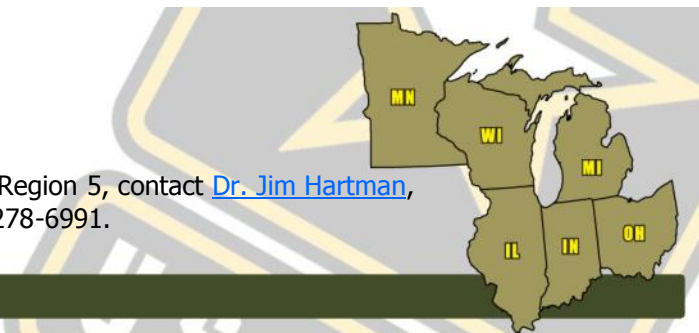 MN
WI
MI
Region 5, contact Dr. Jim Hartman,
278-6991.
IL IN OH